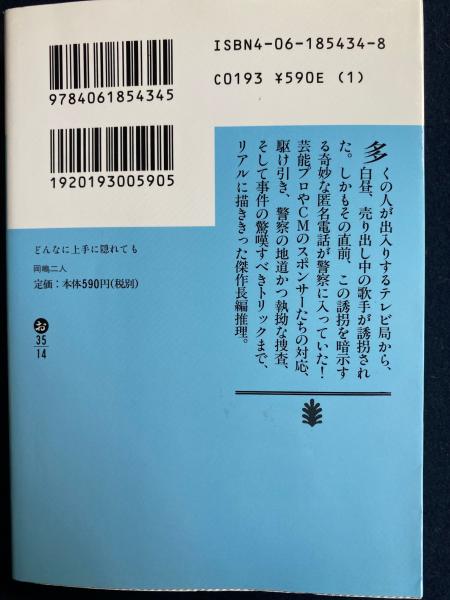 ISBN4-06-185434-8
C0193 ¥590E (1)
9784061854345
1920193005905
多くの人が出入りするテレビ局から、
白昼、売り出し中の歌手が誘拐され
た。しかもその直前、この誘拐を暗示す
る奇妙な匿名電話が警察に入っていた!
芸能プロやCMのスポンサーたちの対応、
駆け引き、警察の地道かつ執拗な捜査、
そして事件の驚嘆すべきトリックまで、
リアルに描ききった傑作長編推理。
どんなに上手に隠れても
岡嶋二人
定価:本体590円(税別)
お
35
14